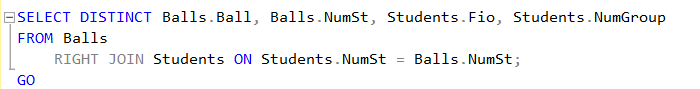 SELECT DISTINCT Balls.Ball, Balls.NumSt, Students.Fio, Students.NumGroup
FROM Balls
RIGHT JOIN Students ON Students.NumSt = Balls.NumSt;
GO